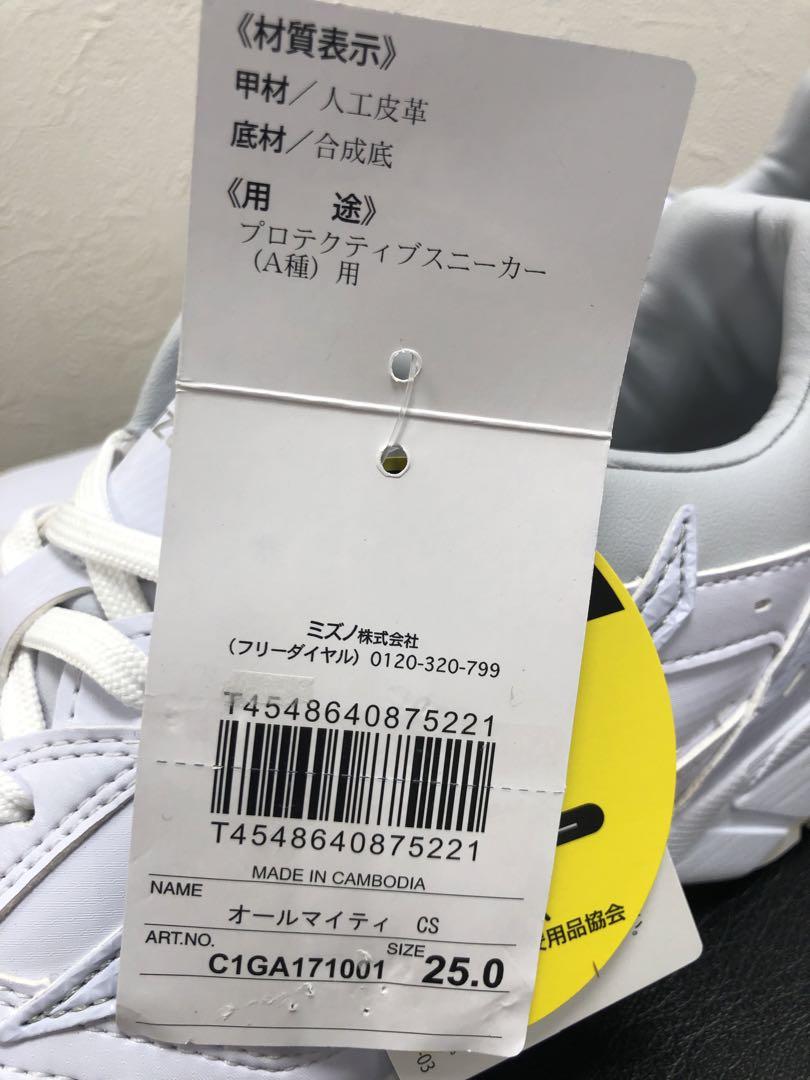 《材質表示》
甲材／人工皮革
底材／合成底
《用　途》
プロテクティブスニーカー
（A種）用
ミズノ株式会社
（フリーダイヤル）0120-320-799
T4548640875221
T4548640875221
MADE IN CAMBODIA
NAME オールマイティ CS
ART.NO. C1GA171001 SIZE 25.0
用品協会